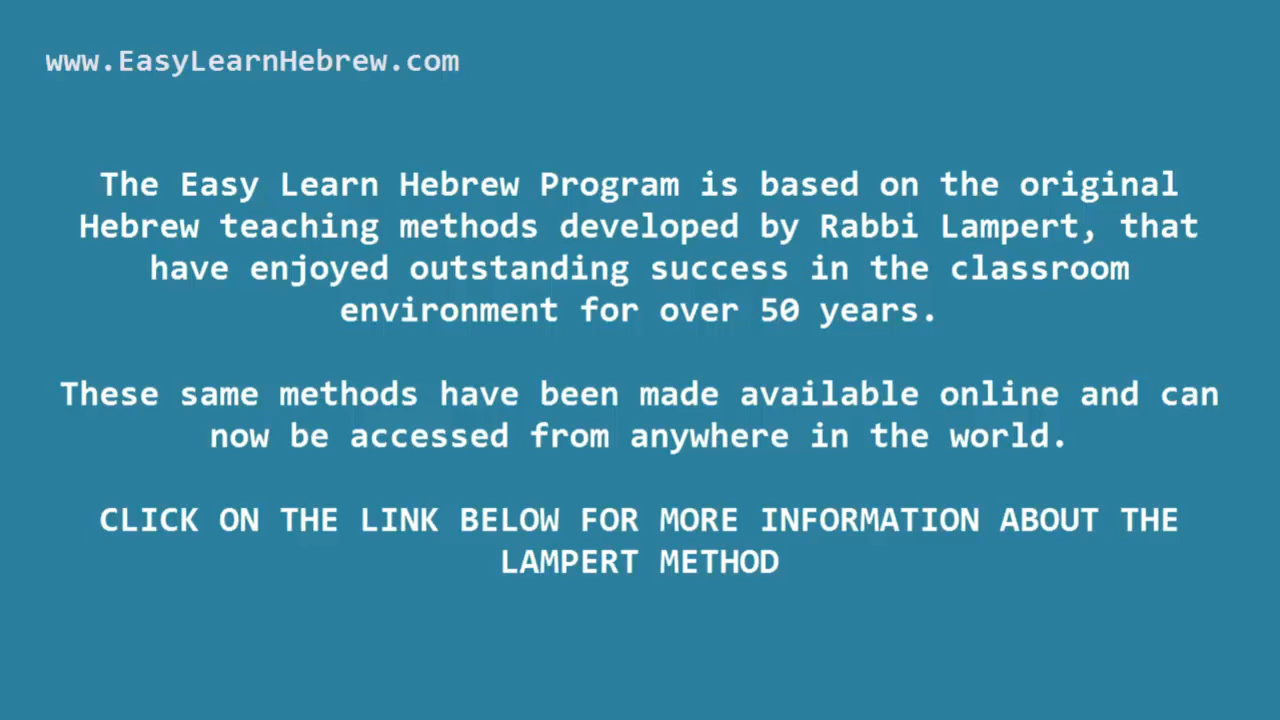 www.EasyLearnHebrew.com
The Easy Learn Hebrew Program is based on the original
Hebrew teaching methods developed by Rabbi Lampert, that
have enjoyed outstanding success in the classroom
environment for over 50 years.
These same methods have been made available online and can
now be accessed from anywhere in the world.
CLICK ON THE LINK BELOW FOR MORE INFORMATION ABOUT THE
LAMPERT METHOD